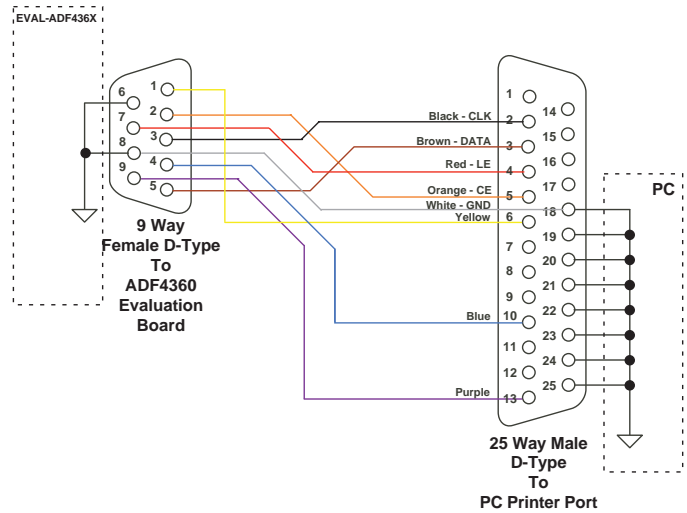 EVAL-ADF436X
1
6
2
7
3
8
4
9
5
9 Way
Female D-Type
To
ADF4360
Evaluation
Board
Black - CLK
Brown - DATA
Red - LE
Orange - CE
White - GND
Yellow
Blue
Purple
1
14
2
15
3
16
4
17
5
18
6
19
7
20
8
21
9
22
10
23
11
24
12
25
13
PC
25 Way Male
D-Type
To
PC Printer Port